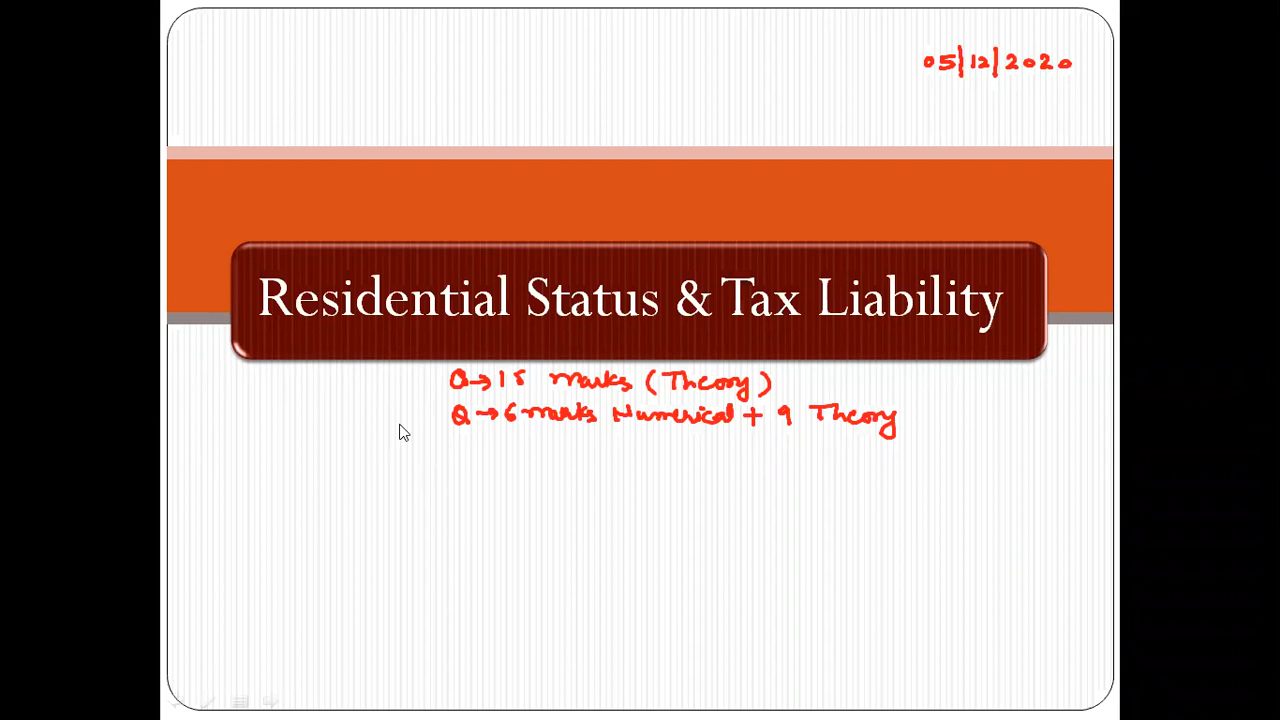 05/12/2020
Residential Status & Tax Liability
Q→15 marks (Theory)
Q→6 marks Numerical + 9 Theory